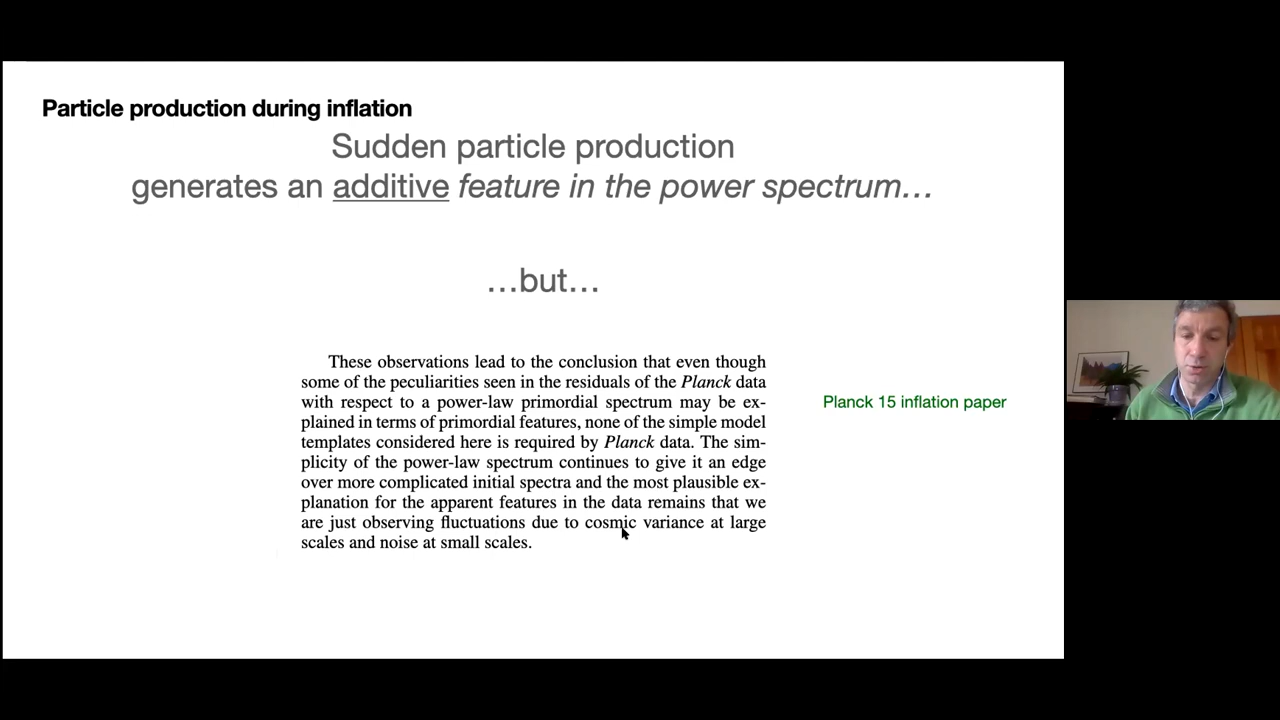 Particle production during inflation
Sudden particle production
generates an additive feature in the power spectrum…
…but…
These observations lead to the conclusion that even though
some of the peculiarities seen in the residuals of the Planck data
with respect to a power-law primordial spectrum may be ex-
plained in terms of primordial features, none of the simple model
templates considered here is required by Planck data. The sim-
plicity of the power-law spectrum continues to give it an edge
over more complicated initial spectra and the most plausible ex-
planation for the apparent features in the data remains that we
are just observing fluctuations due to cosmic variance at large
scales and noise at small scales.
Planck 15 inflation paper